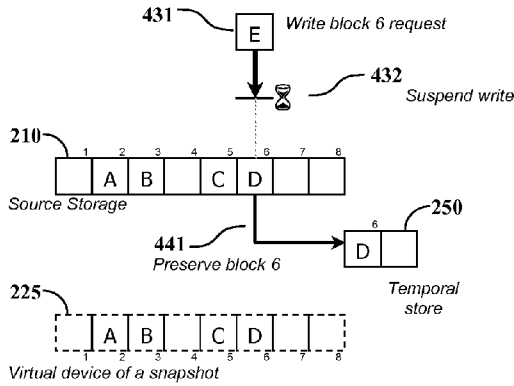 431
E
Write block 6 request
432
Suspend write
210
1 2 3 4 5 6 7 8
A B C D
Source Storage
441
Preserve block 6
6
D
250
Temporal
store
225
A B C D
1 2 3 4 5 6 7 8
Virtual device of a snapshot